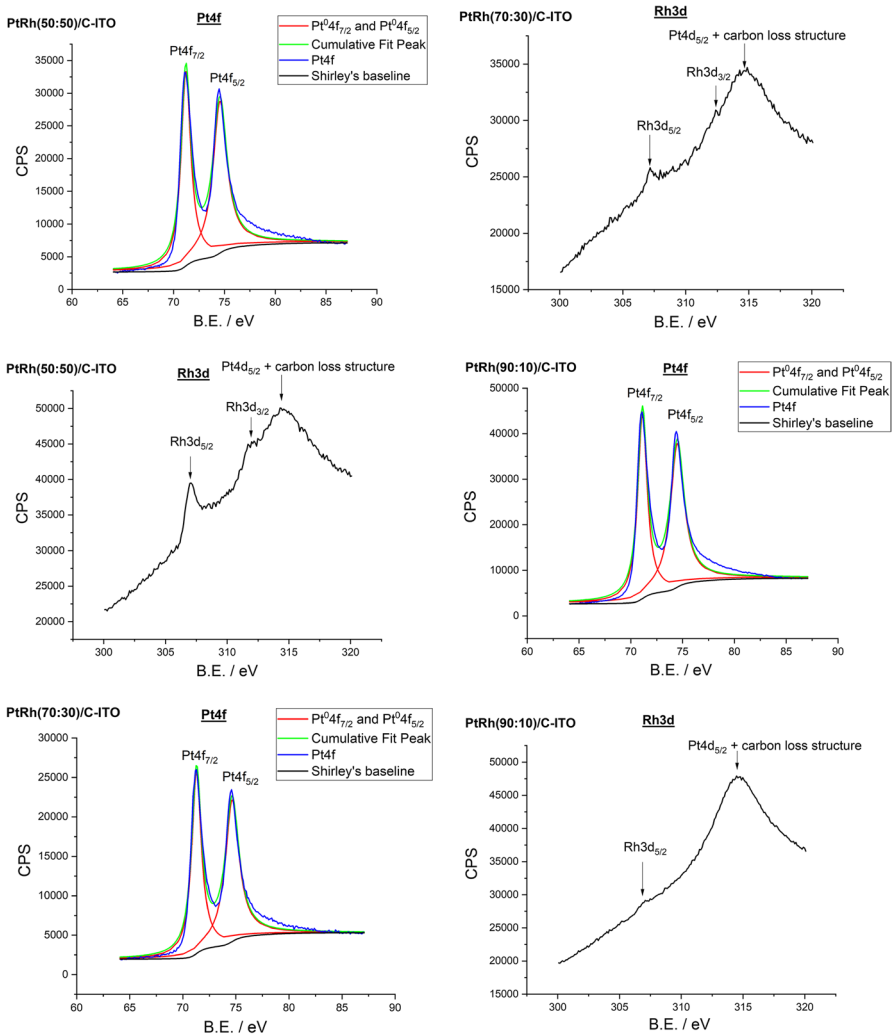 PtRh(50:50)/C-ITO
Pt4f
Pt⁰4f₇/₂ and Pt⁰4f₅/₂
Cumulative Fit Peak
Pt4f
Shirley's baseline
Pt4f₇/₂
Pt4f₅/₂
35000
30000
25000
20000
15000
10000
5000
0
CPS
60 65 70 75 80 85 90
B.E. / eV
PtRh(70:30)/C-ITO
Rh3d
Pt4d₅/₂ + carbon loss structure
Rh3d₃/₂
Rh3d₅/₂
35000
30000
25000
20000
15000
CPS
300 305 310 315 320
B.E. / eV
PtRh(50:50)/C-ITO
Rh3d
Pt4d₅/₂ + carbon loss structure
Rh3d₃/₂
Rh3d₅/₂
50000
45000
40000
35000
30000
25000
20000
CPS
300 305 310 315 320
B.E. / eV
PtRh(90:10)/C-ITO
Pt4f
Pt⁰4f₇/₂ and Pt⁰4f₅/₂
Cumulative Fit Peak
Pt4f
Shirley's baseline
Pt4f₇/₂
Pt4f₅/₂
50000
40000
30000
20000
10000
0
CPS
60 65 70 75 80 85 90
B.E. / eV
PtRh(70:30)/C-ITO
Pt4f
Pt⁰4f₇/₂ and Pt⁰4f₅/₂
Cumulative Fit Peak
Pt4f
Shirley's baseline
Pt4f₇/₂
Pt4f₅/₂
30000
25000
20000
15000
10000
5000
0
CPS
60 65 70 75 80 85 90
B.E. / eV
PtRh(90:10)/C-ITO
Rh3d
Pt4d₅/₂ + carbon loss structure
Rh3d₅/₂
50000
45000
40000
35000
30000
25000
20000
CPS
300 305 310 315 320
B.E. / eV